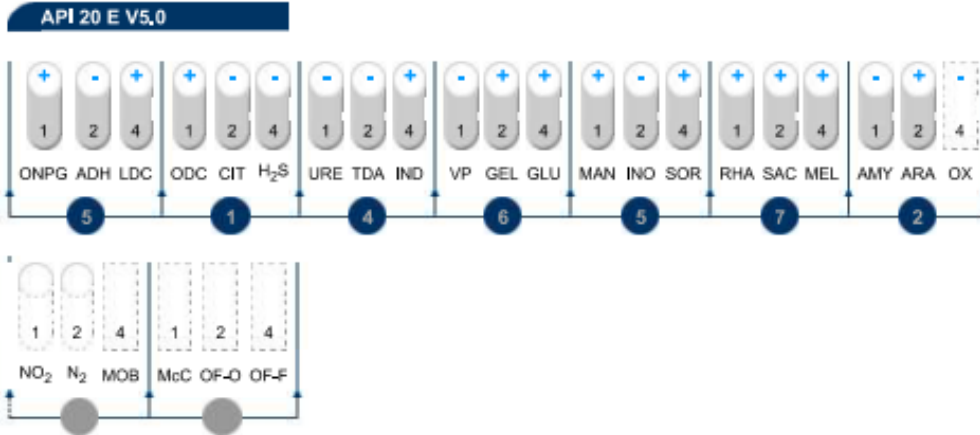 API 20 E V5.0
+ - + + - - - - + - + + + - + + + + - + -
1 2 4 1 2 4 1 2 4 1 2 4 1 2 4 1 2 4 1 2 4
ONPG ADH LDC ODC CIT H₂S URE TDA IND VP GEL GLU MAN INO SOR RHA SAC MEL AMY ARA OX
5 1 4 6 5 7 2
1 2 4 1 2 4
NO₂ N₂ MOB McC OF-O OF-F